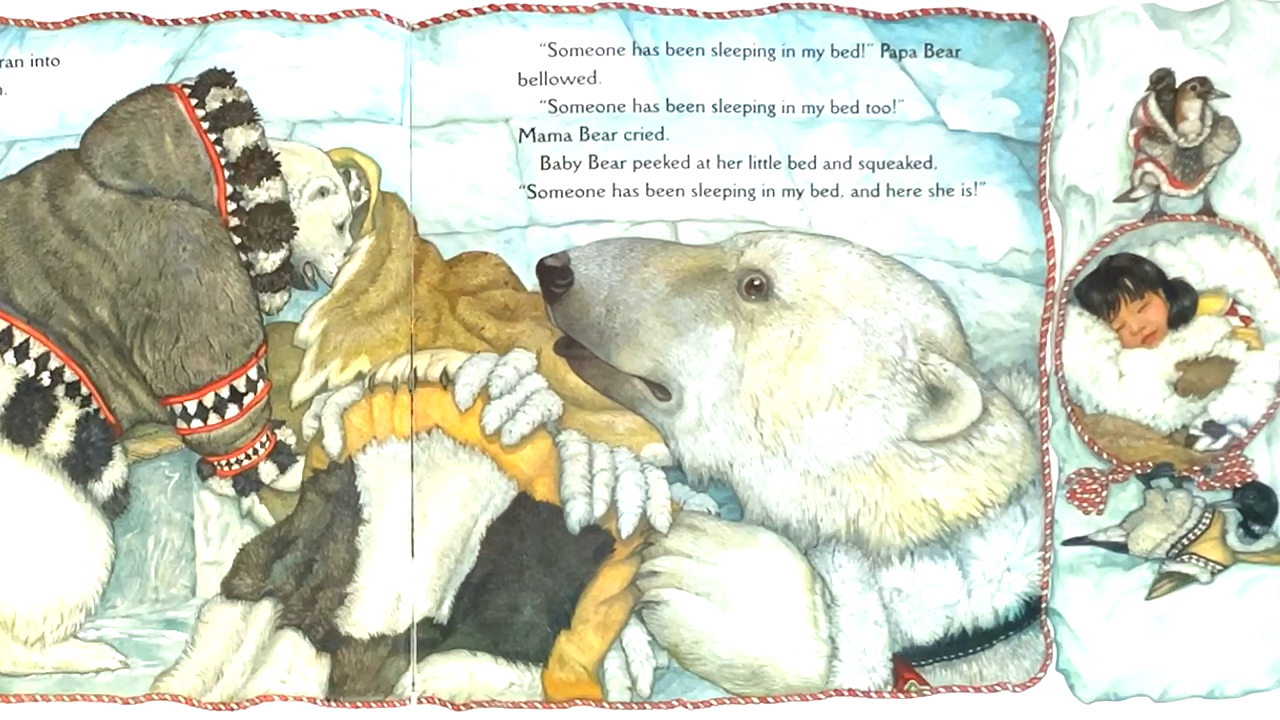 ran into
“Someone has been sleeping in my bed!” Papa Bear
bellowed.
“Someone has been sleeping in my bed too!”
Mama Bear cried.
Baby Bear peeked at her little bed and squeaked,
“Someone has been sleeping in my bed, and here she is!”